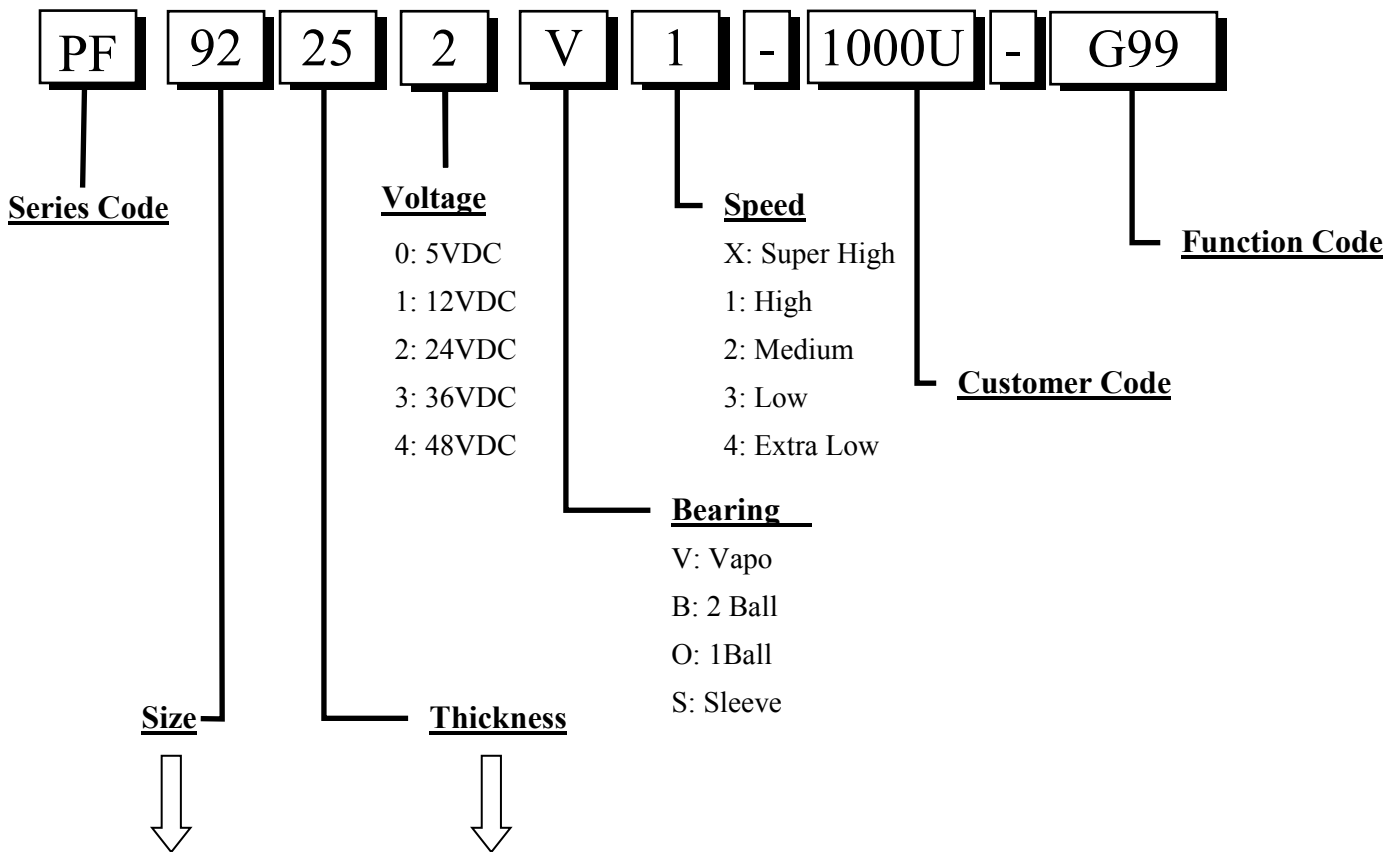 PF 92 25 2 V 1 - 1000U - G99
Series Code
Voltage
0: 5VDC
1: 12VDC
2: 24VDC
3: 36VDC
4: 48VDC
Speed
X: Super High
1: High
2: Medium
3: Low
4: Extra Low
Function Code
Customer Code
Bearing
V: Vapo
B: 2 Ball
O: 1Ball
S: Sleeve
Size
Thickness